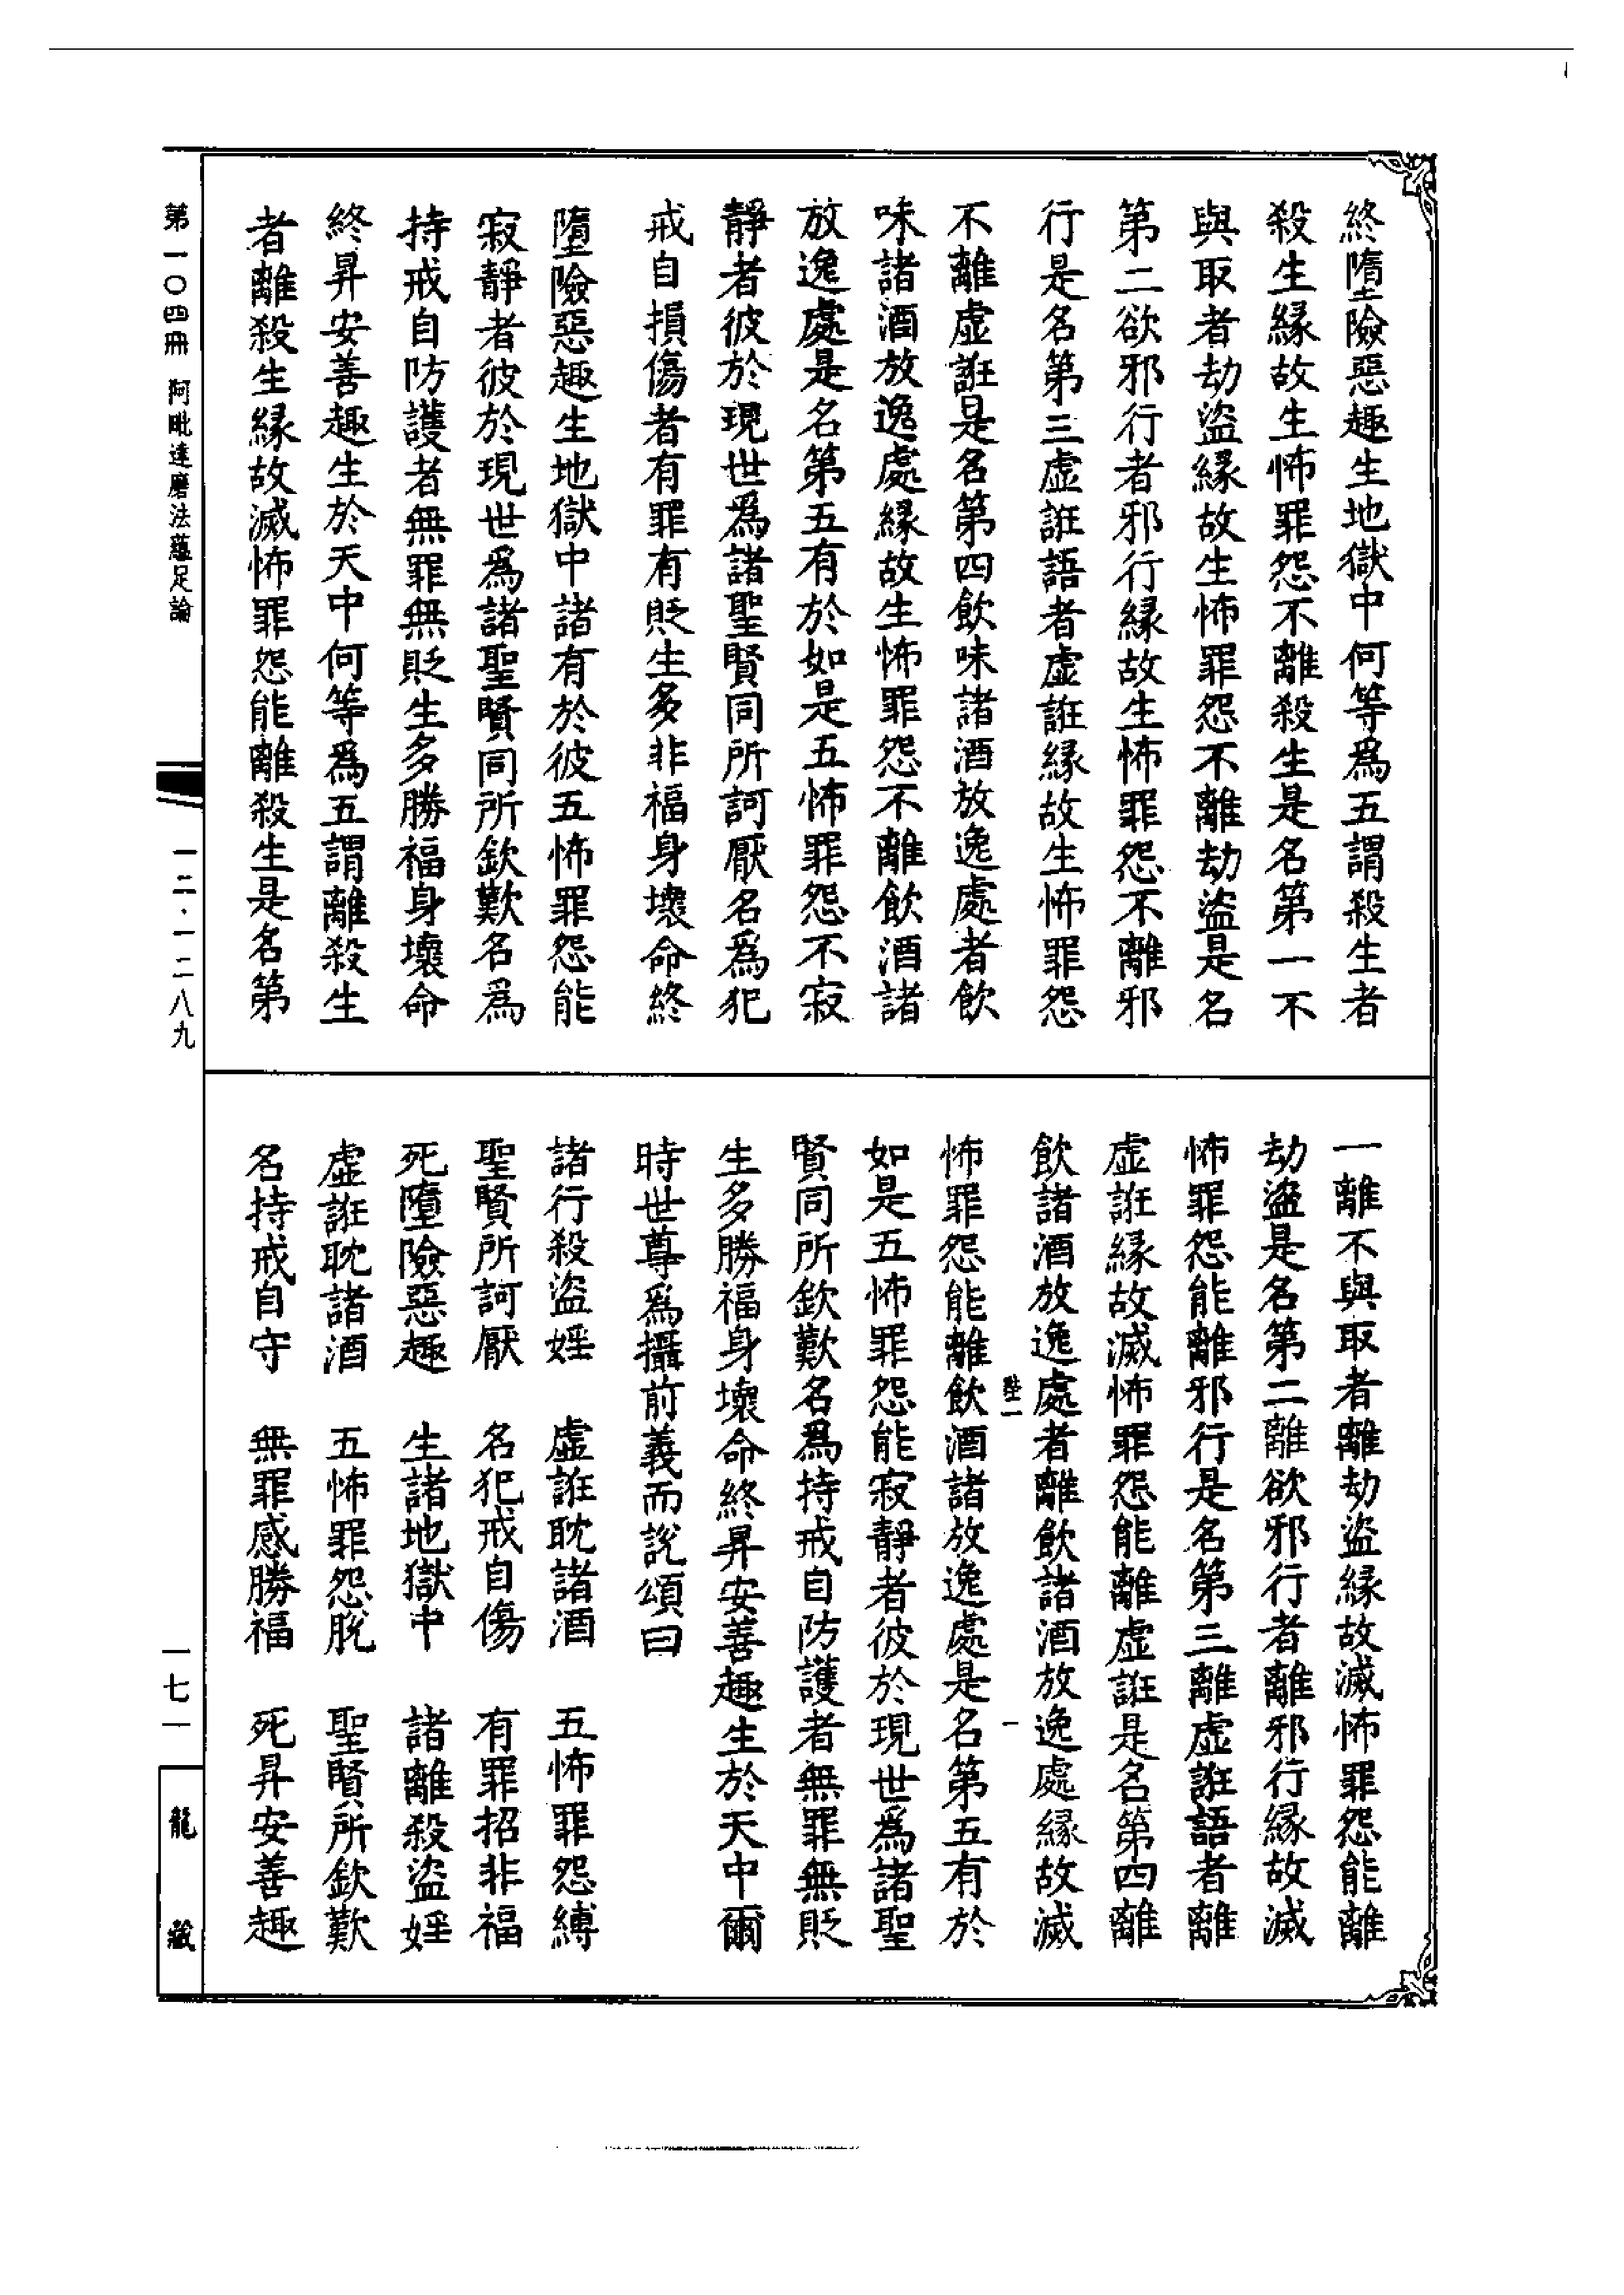 終墮險惡趣生地獄中何等爲五謂殺生者
殺生緣故生怖罪怨不離殺生是名第一不
與取者劫盜緣故生怖罪怨不離劫盜是名
第二欲邪行者邪行緣故生怖罪怨不離邪
行是名第三虛誑語者虛誑緣故生怖罪怨
不離虛誑是名第四飲味諸酒放逸處者飲
味諸酒放逸處緣故生怖罪怨不離飲酒諸
放逸處是名第五有於如是五怖罪怨不寂
靜者彼於現世爲諸聖賢同所訶厭名爲犯
戒自損傷者有罪有貶生多非福身壞命終
墮險惡趣生地獄中諸有於彼五怖罪怨能
寂靜者彼於現世爲諸聖賢同所欽歎名爲
持戒自防護者無罪無貶生多勝福身壞命
終昇安善趣生於天中何等爲五謂離殺生
者離殺生緣故滅怖罪怨能離殺生是名第
一離不與取者離劫盜緣故滅怖罪怨能離
劫盜是名第二離欲邪行者離邪行緣故滅
怖罪怨能離邪行是名第三離虛誑語者離
虛誑緣故滅怖罪怨能離虛誑是名第四離
飲諸酒放逸處者離飲諸酒放逸處緣故滅
陛一 一
怖罪怨能離飲酒諸放逸處是名第五有於
如是五怖罪怨能寂靜者彼於現世爲諸聖
賢同所欽歎名爲持戒自防護者無罪無貶
生多勝福身壞命終昇安善趣生於天中爾
時世尊爲攝前義而說頌曰
諸行殺盜婬 虛誑耽諸酒 五怖罪怨縛
聖賢所訶厭 名犯戒自傷 有罪招非福
死墮險惡趣 生諸地獄中 諸離殺盜婬
虛誑耽諸酒 五怖罪怨脫 聖賢所欽歎
名持戒自守 無罪感勝福 死昇安善趣
第一〇四冊 阿毗達磨法蘊足論
一二·一二八九
一七一
龍藏